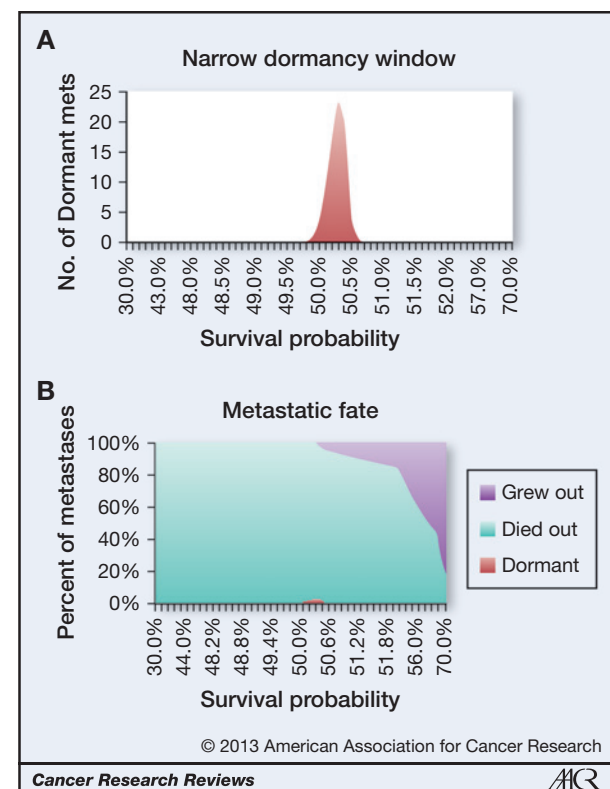 A
Narrow dormancy window
No. of Dormant mets
25
20
15
10
5
0
30.0%
43.0%
48.0%
48.5%
49.0%
49.5%
50.0%
50.5%
51.0%
51.5%
52.0%
57.0%
70.0%
Survival probability
B
Metastatic fate
Percent of metastases
100%
80%
60%
40%
20%
0%
30.0%
44.0%
48.2%
48.8%
49.4%
50.0%
50.6%
51.2%
51.8%
56.0%
70.0%
Survival probability
Grew out
Died out
Dormant
© 2013 American Association for Cancer Research
Cancer Research Reviews
AACR